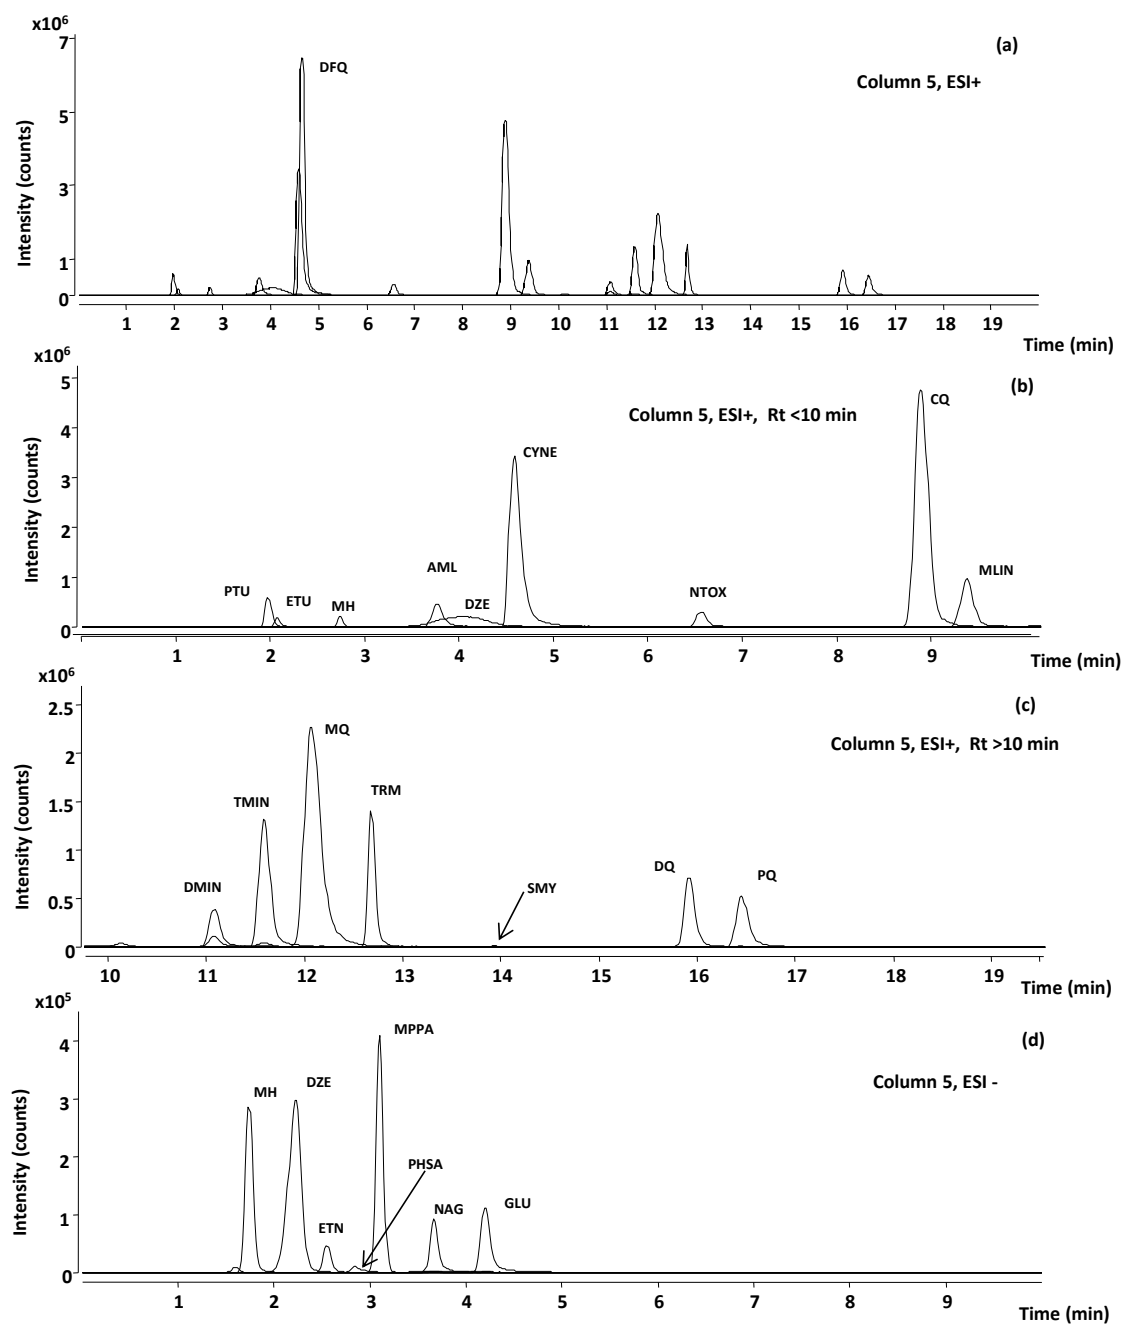 x10⁶
(a)
7
DFQ
Column 5, ESI+
5
3
1
0
Intensity (counts)
1 2 3 4 5 6 7 8 9 10 11 12 13 14 15 16 17 18 19
Time (min)
x10⁶
(b)
5
CQ
Column 5, ESI+, Rt <10 min
4
CYNE
3
2
AML
MLIN
1
PTU
ETU
MH
DZE
NTOX
0
Intensity (counts)
1 2 3 4 5 6 7 8 9
Time (min)
x10⁶
(c)
2.5
MQ
Column 5, ESI+, Rt >10 min
2
TRM
TMIN
1.5
1
DMIN
SMY
DQ
PQ
0.5
0
Intensity (counts)
10 11 12 13 14 15 16 17 18 19
Time (min)
x10⁵
MPPA
(d)
4
MH
DZE
Column 5, ESI -
3
2
PHSA
1
ETN
NAG
GLU
0
Intensity (counts)
1 2 3 4 5 6 7 8 9
Time (min)